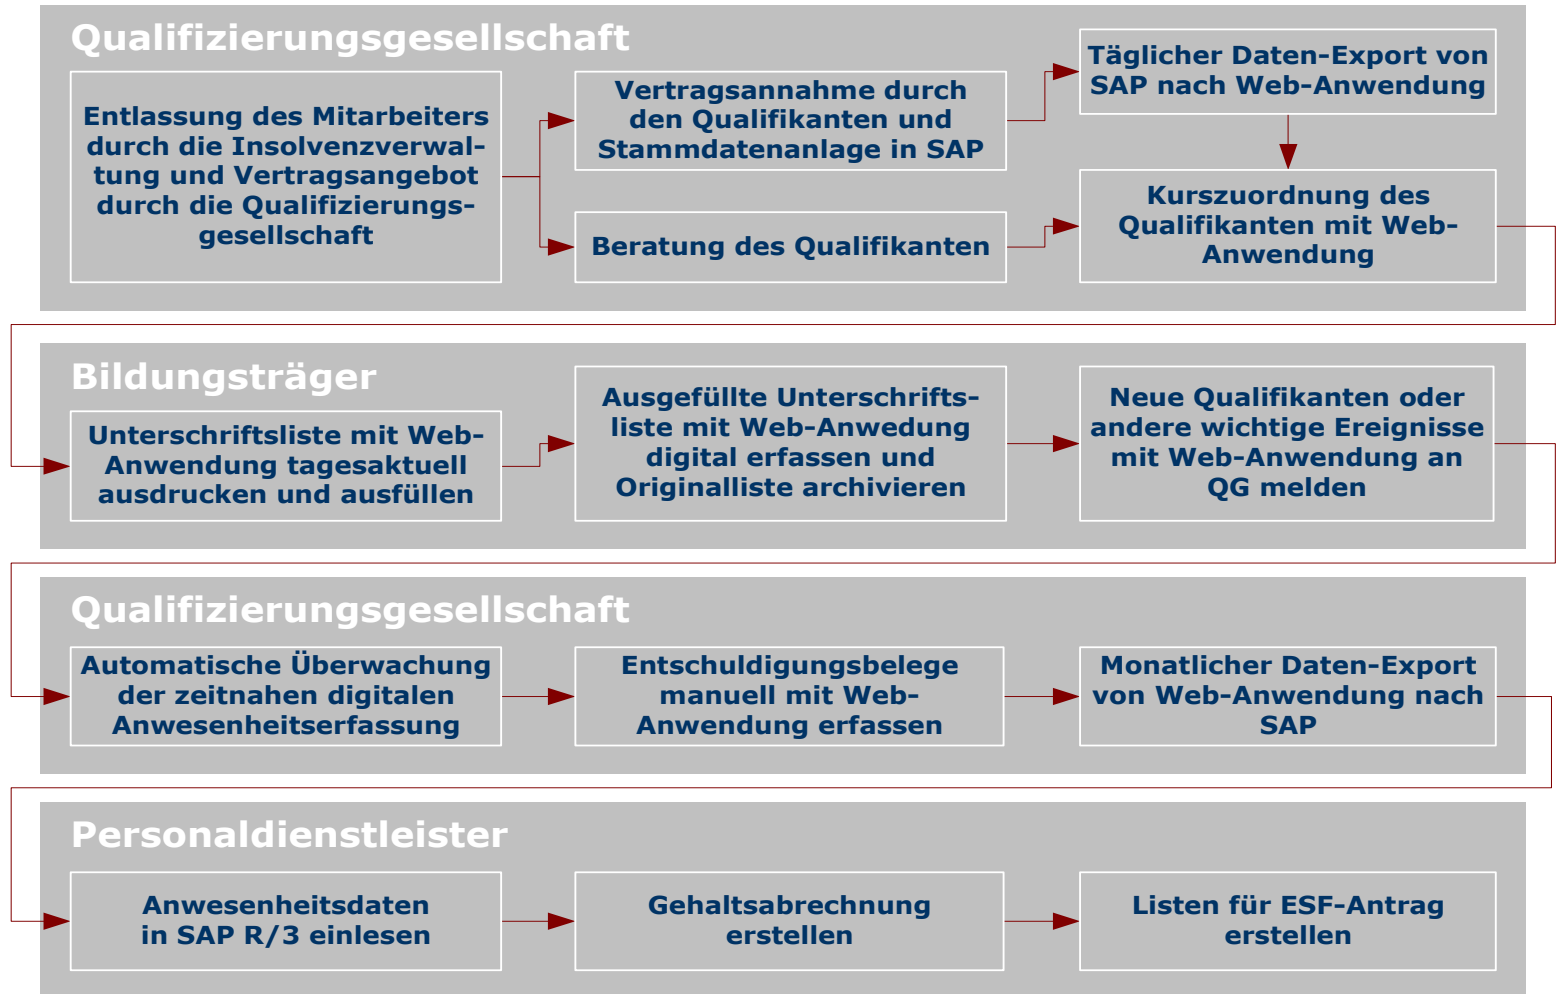 Qualifizierungsgesellschaft
Entlassung des Mitarbeiters
durch die Insolvenzverwal-
tung und Vertragsangebot
durch die Qualifizierungs-
gesellschaft
Vertragsannahme durch
den Qualifikanten und
Stammdatenanlage in SAP
Beratung des Qualifikanten
Täglicher Daten-Export von
SAP nach Web-Anwendung
Kurszuordnung des
Qualifikanten mit Web-
Anwendung
Bildungsträger
Unterschriftsliste mit Web-
Anwendung tagesaktuell
ausdrucken und ausfüllen
Ausgefüllte Unterschrifts-
liste mit Web-Anwedung
digital erfassen und
Originalliste archivieren
Neue Qualifikanten oder
andere wichtige Ereignisse
mit Web-Anwendung an
QG melden
Qualifizierungsgesellschaft
Automatische Überwachung
der zeitnahen digitalen
Anwesenheitserfassung
Entschuldigungsbelege
manuell mit Web-
Anwendung erfassen
Monatlicher Daten-Export
von Web-Anwendung nach
SAP
Personaldienstleister
Anwesenheitsdaten
in SAP R/3 einlesen
Gehaltsabrechnung
erstellen
Listen für ESF-Antrag
erstellen